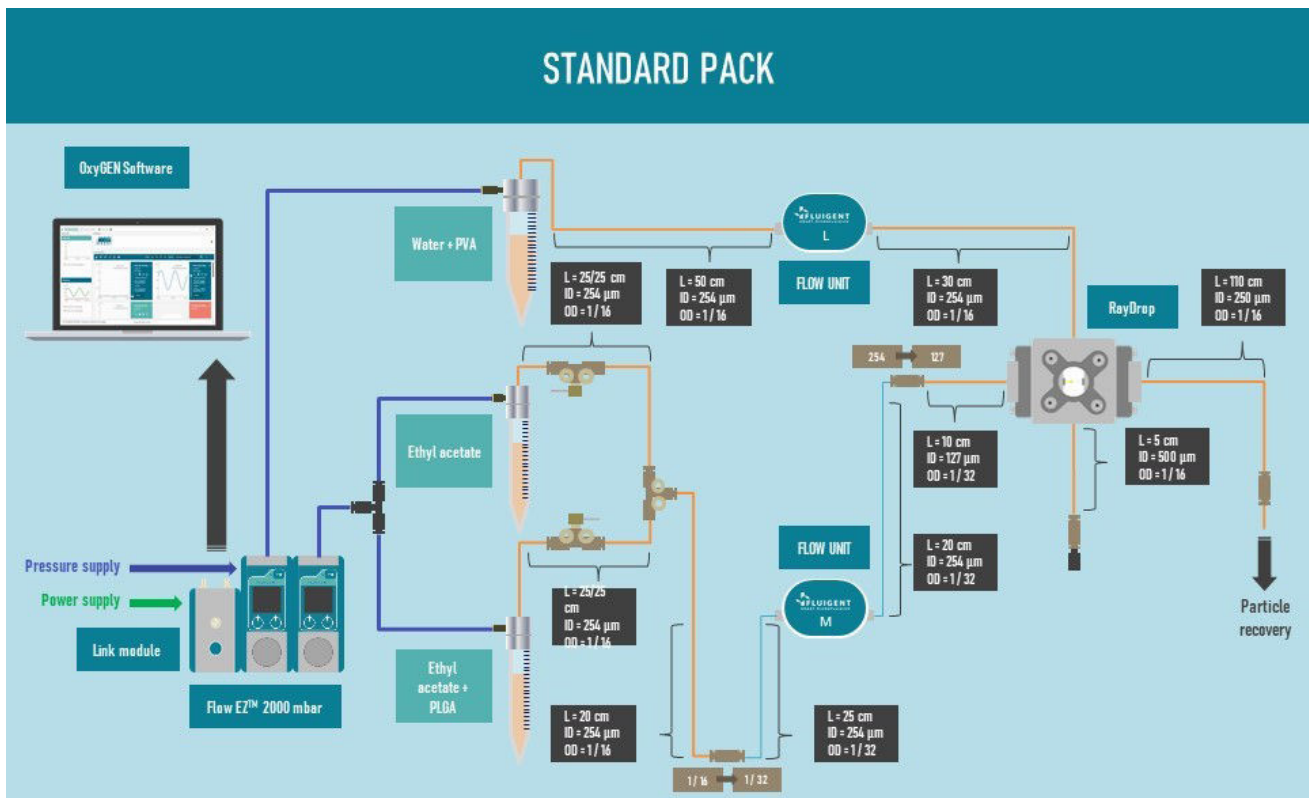 STANDARD PACK
OxyGEN Software
Water + PVA
L = 25/25 cm
ID = 254 µm
OD = 1/16
L = 50 cm
ID = 254 µm
OD = 1/16
FLUIGENT
L
FLOW UNIT
L = 30 cm
ID = 254 µm
OD = 1/16
RayDrop
L = 110 cm
ID = 250 µm
OD = 1/16
254
127
Ethyl acetate
L = 10 cm
ID = 127 µm
OD = 1/32
L = 5 cm
ID = 500 µm
OD = 1/16
FLOW UNIT
L = 20 cm
ID = 254 µm
OD = 1/32
Pressure supply
Power supply
Link module
Flow EZ™ 2000 mbar
L = 25/25
cm
ID = 254 µm
OD = 1/16
FLUIGENT
M
Particle
recovery
Ethyl
acetate +
PLGA
L = 20 cm
ID = 254 µm
OD = 1/16
L = 25 cm
ID = 254 µm
OD = 1/32
1/16
1/32